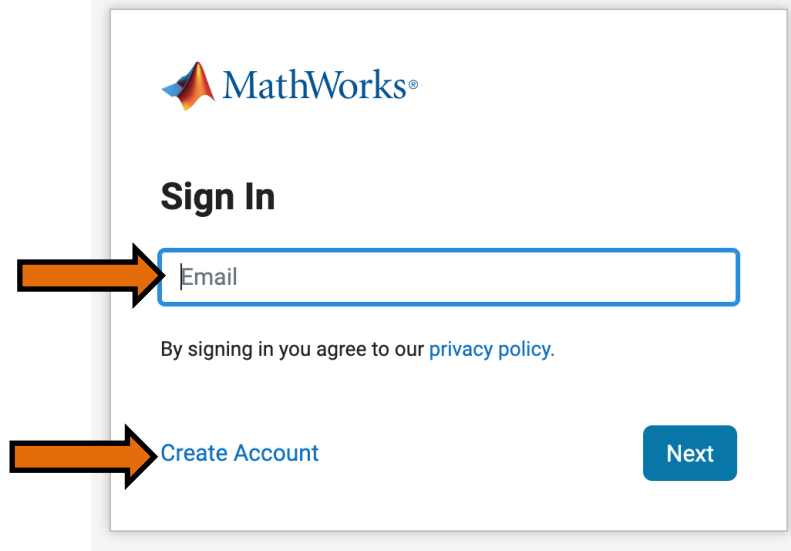 MathWorks®
Sign In
Email
By signing in you agree to our privacy policy.
Create Account
Next